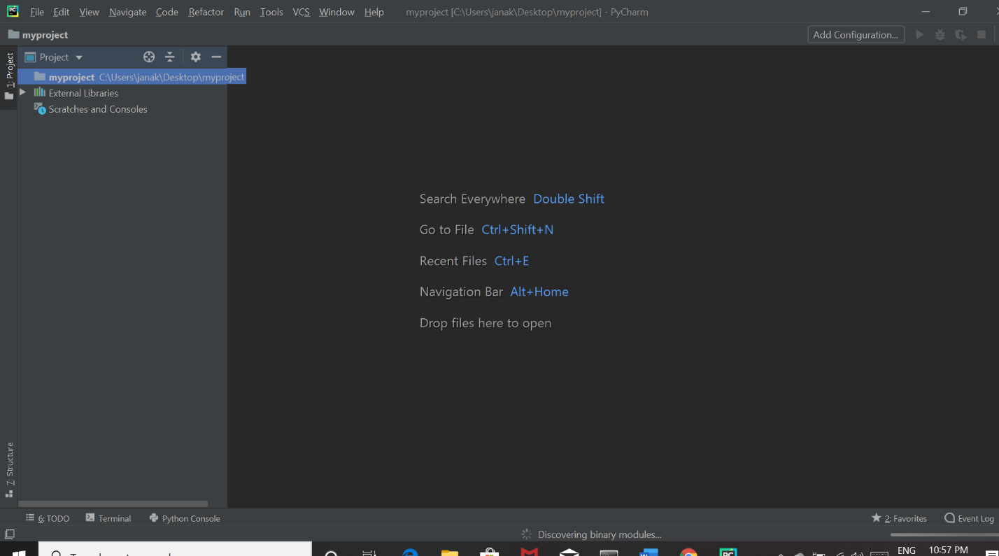 PC File Edit View Navigate Code Refactor Run Tools VCS Window Help myproject [C:\Users\janak\Desktop\myproject] - PyCharm
myproject Add Configuration...
1: Project
Project
myproject C:\Users\janak\Desktop\myproject
External Libraries
Scratches and Consoles
Search Everywhere Double Shift
Go to File Ctrl+Shift+N
Recent Files Ctrl+E
Navigation Bar Alt+Home
Drop files here to open
7: Structure
6: TODO Terminal Python Console 2: Favorites Event Log
Discovering binary modules...
PC ENG 10:57 PM